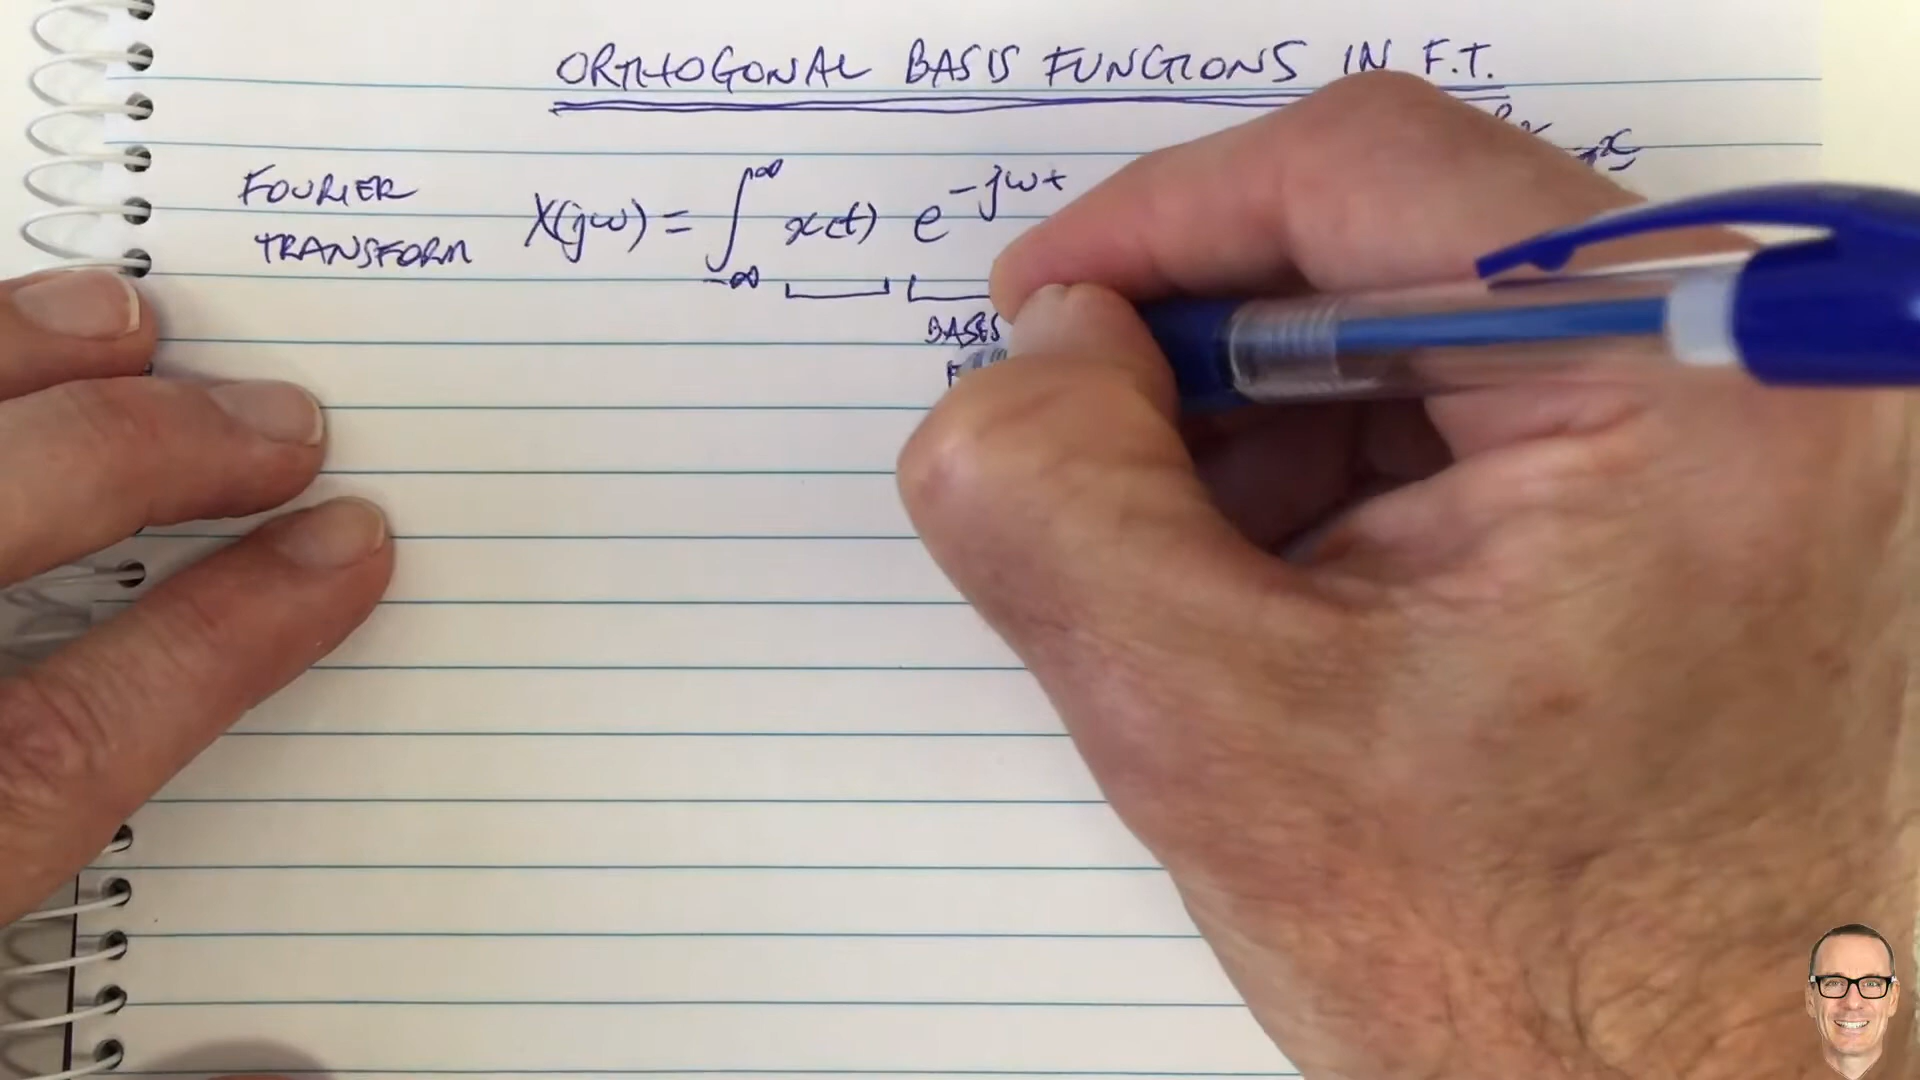 ORTHOGONAL BASIS FUNCTIONS IN F.T.
FOURIER
TRANSFORM X(jω) = ∫_{-∞}^{∞} x(t) e^{-jωt}
BASIS
F